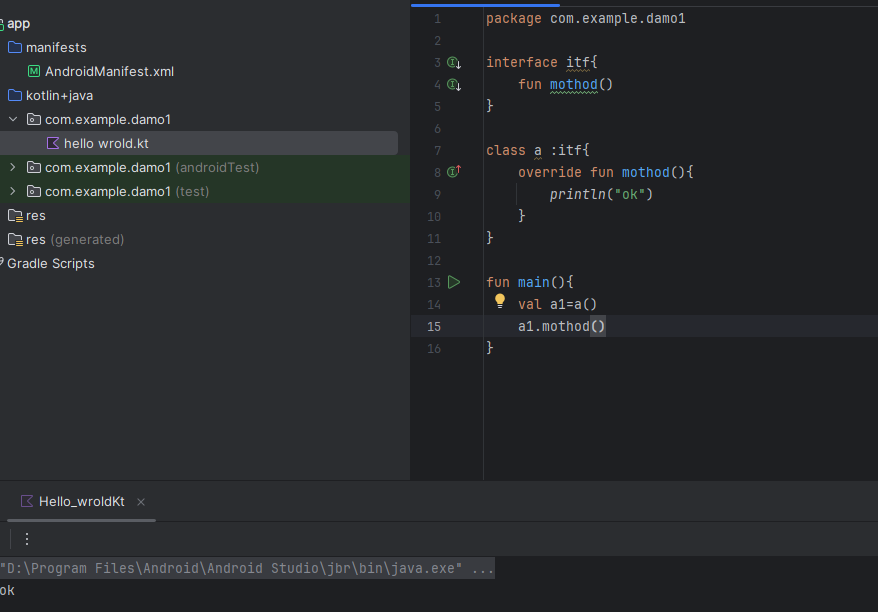 app
manifests
AndroidManifest.xml
kotlin+java
com.example.damo1
hello wrold.kt
com.example.damo1 (androidTest)
com.example.damo1 (test)
res
res (generated)
Gradle Scripts
1 package com.example.damo1
2
3 interface itf{
4 fun mothod()
5 }
6
7 class a :itf{
8 override fun mothod(){
9 println("ok")
10 }
11 }
12
13 fun main(){
14 val a1=a()
15 a1.mothod()
16 }
Hello_wroldKt
"D:\Program Files\Android\Android Studio\jbr\bin\java.exe" ...
ok